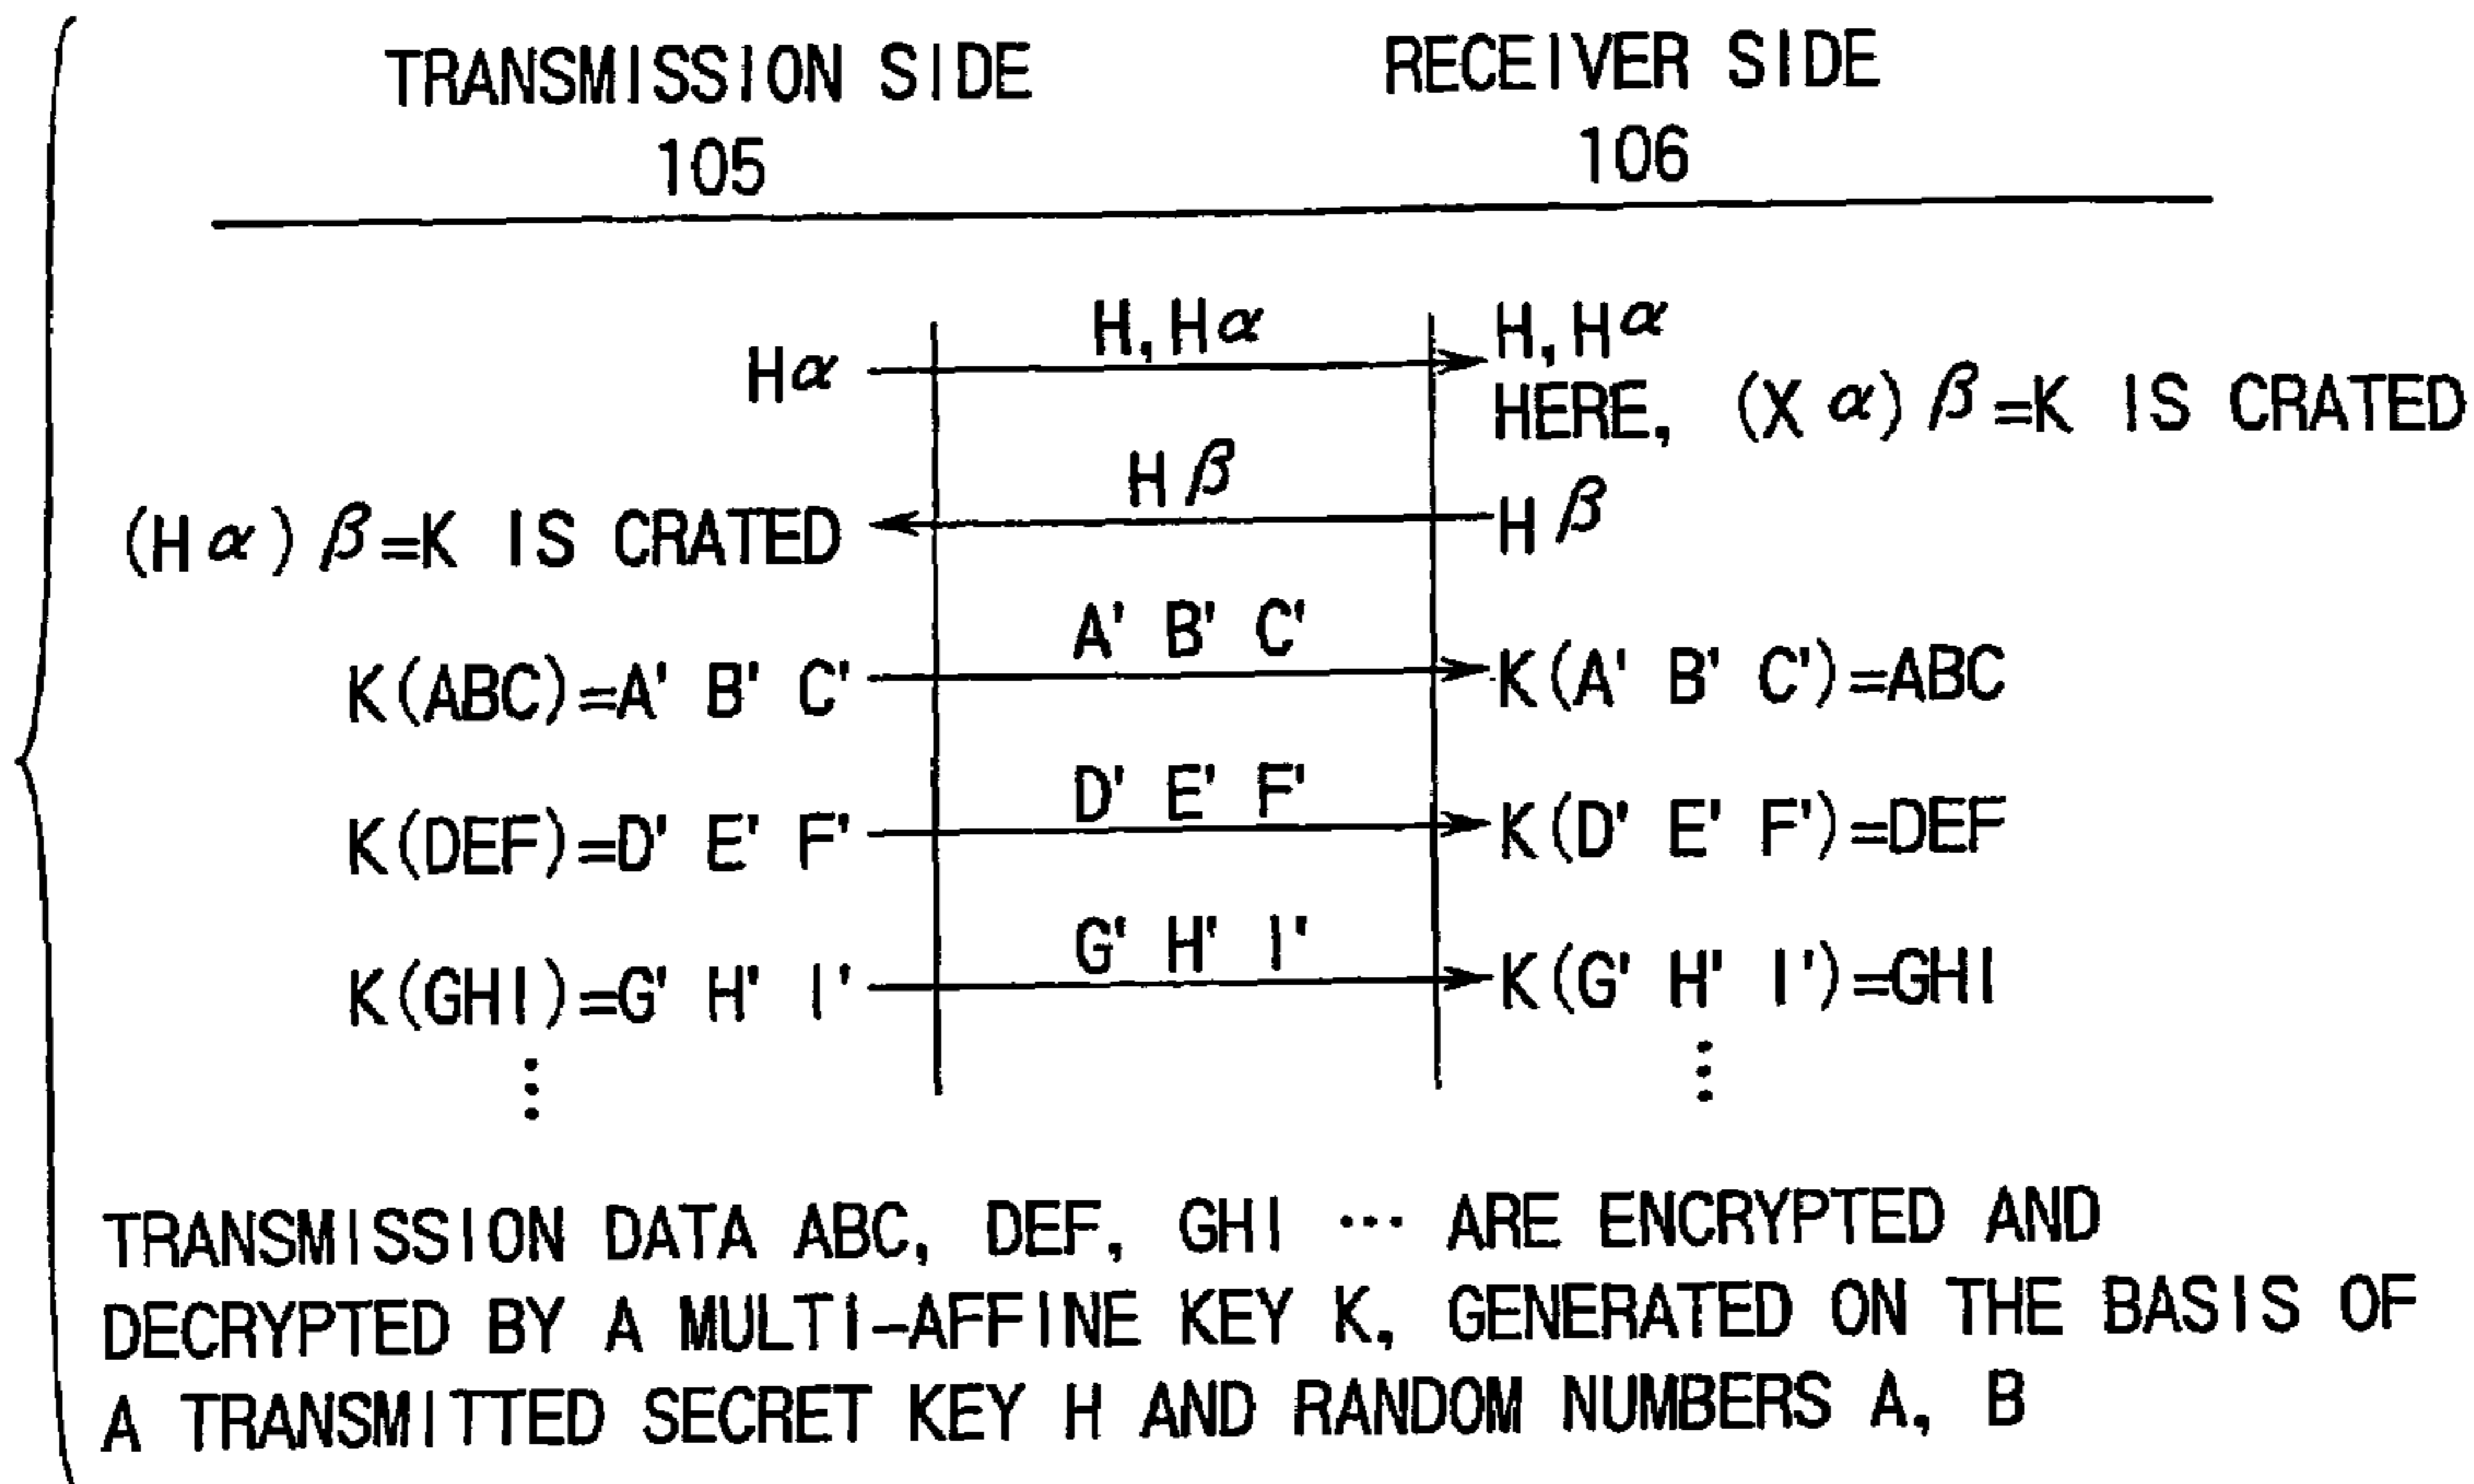 TRANSMISSION SIDE RECEIVER SIDE
105 106
Hα H, Hα H, Hα
HERE, (X α) β=K IS CRATED
(Hα) β=K IS CRATED Hβ Hβ
K(ABC)=A' B' C' A' B' C' K(A' B' C')=ABC
K(DEF)=D' E' F' D' E' F' K(D' E' F')=DEF
K(GHI)=G' H' I' G' H' I' K(G' H' I')=GHI
⋮ ⋮
TRANSMISSION DATA ABC, DEF, GHI ⋯ ARE ENCRYPTED AND
DECRYPTED BY A MULTI-AFFINE KEY K, GENERATED ON THE BASIS OF
A TRANSMITTED SECRET KEY H AND RANDOM NUMBERS A, B